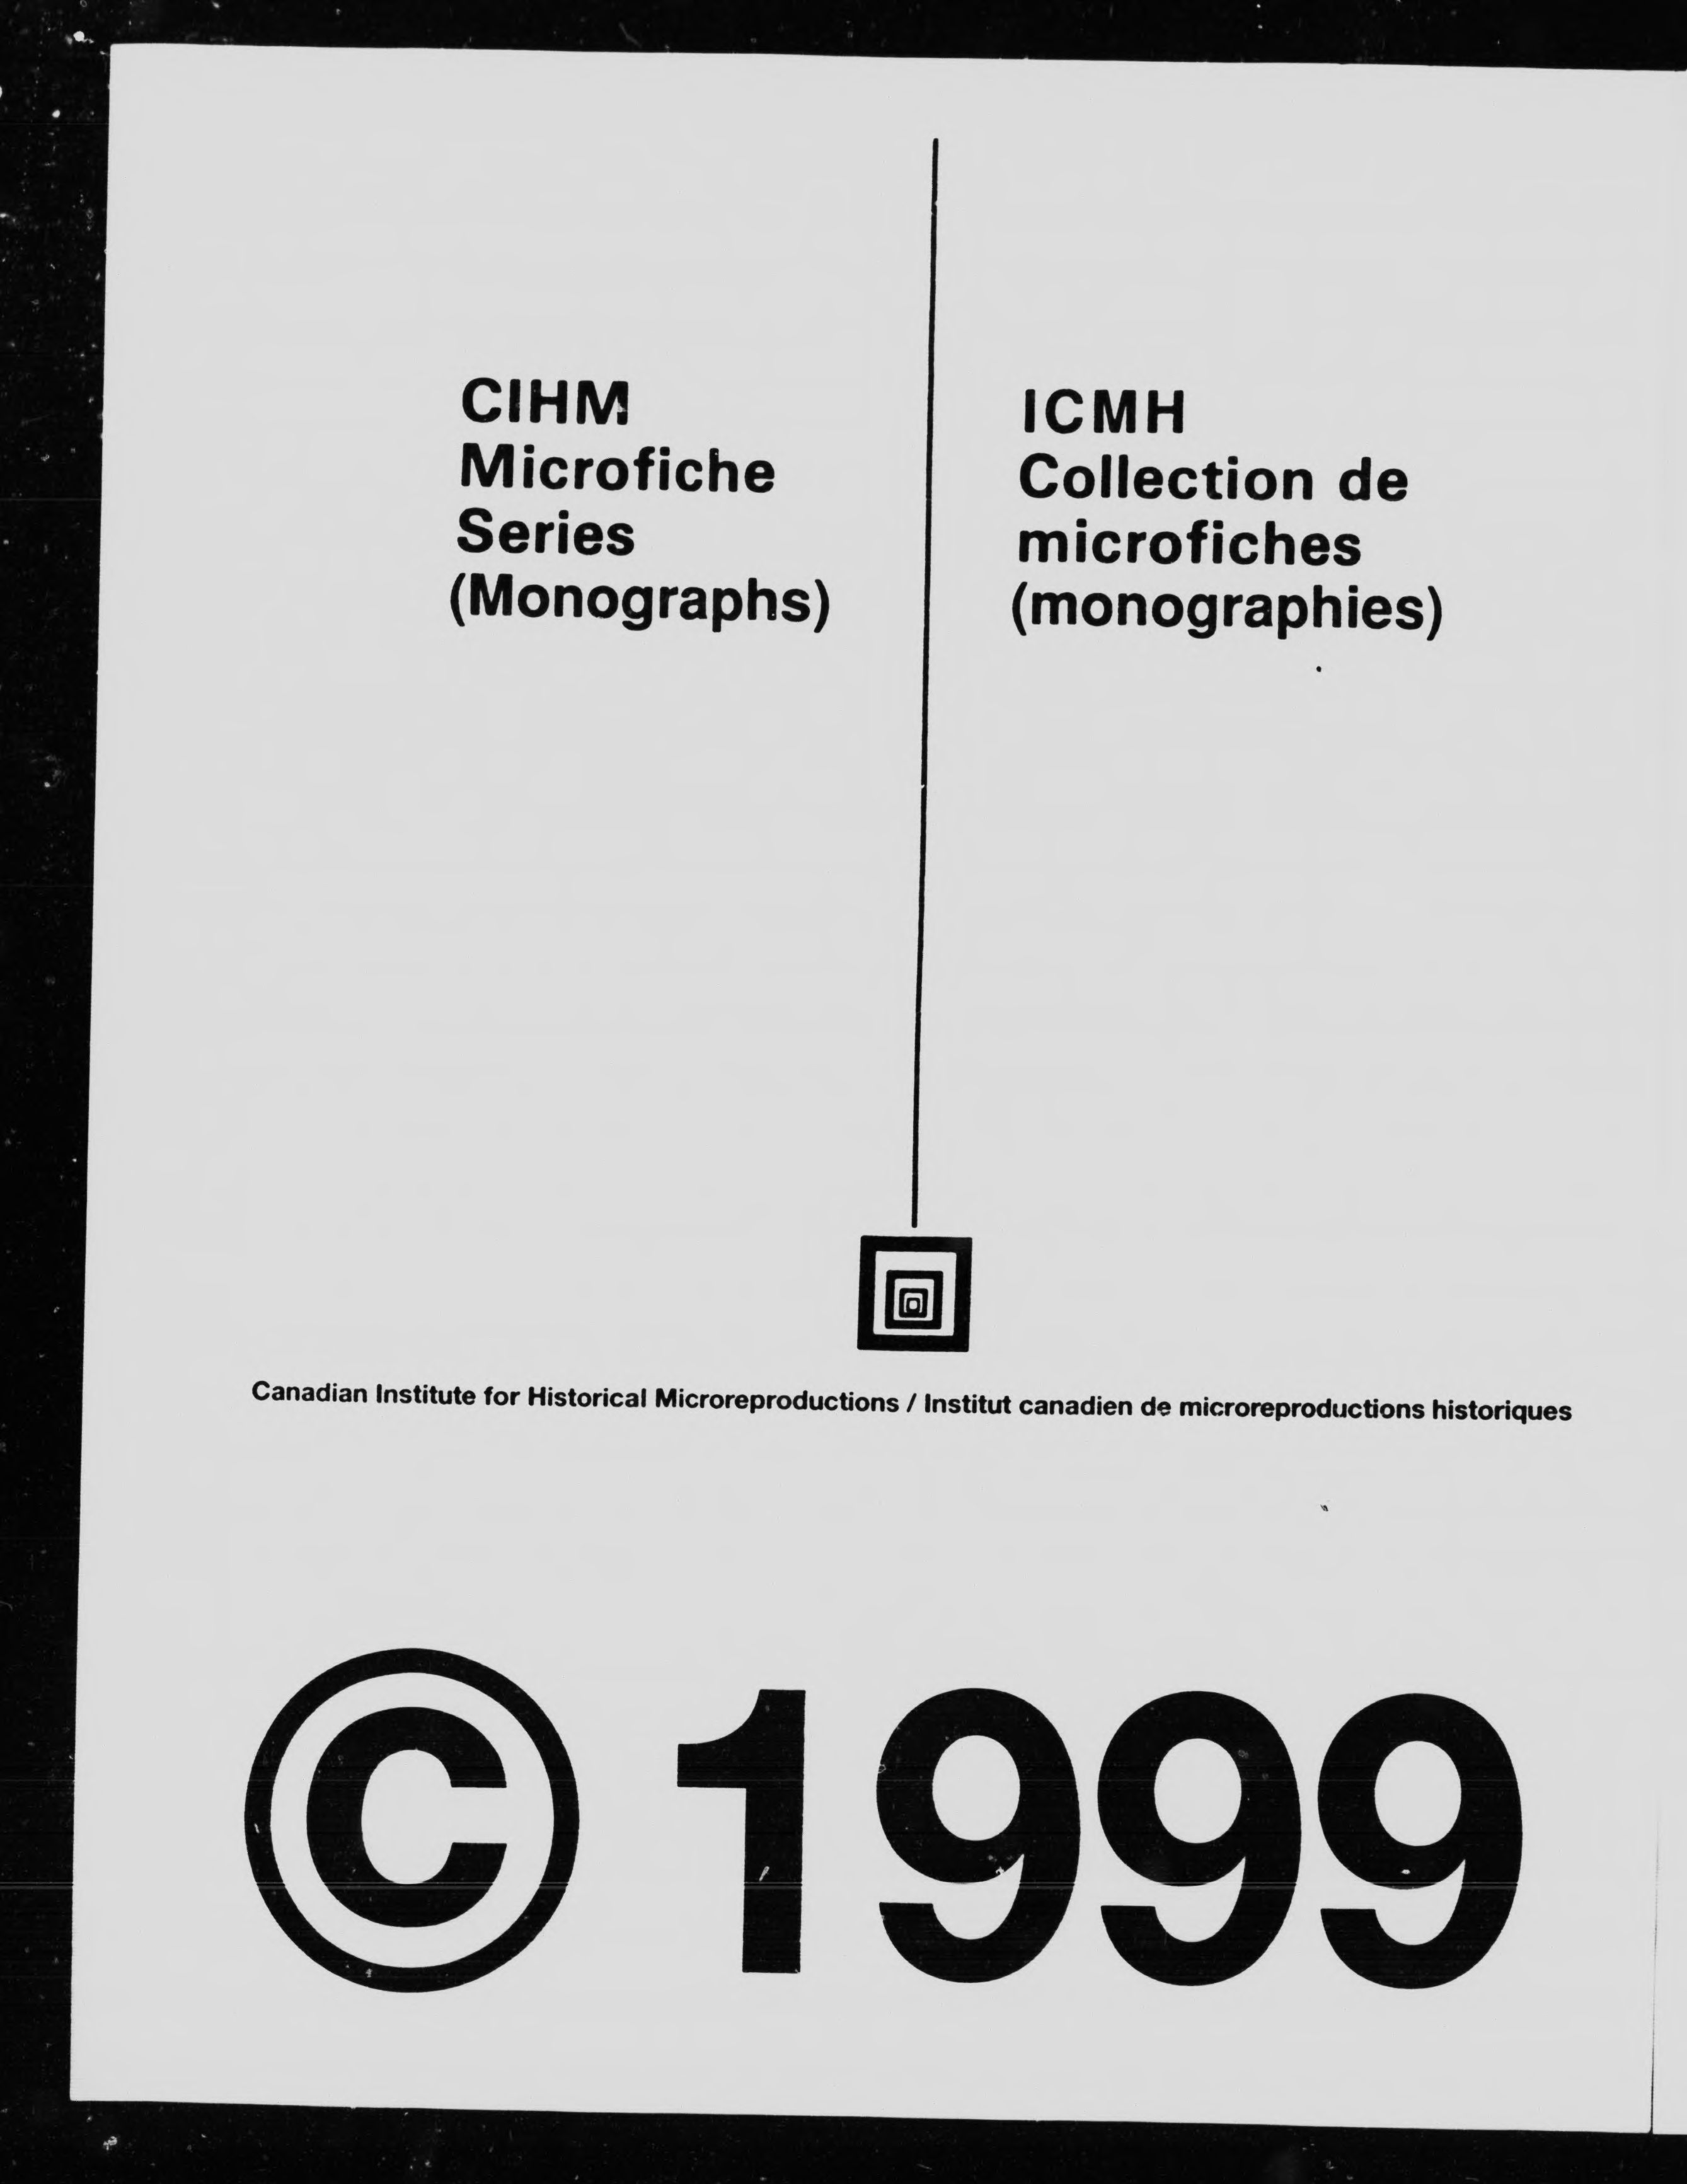 CIHM
Microfiche
Series
(Monographs)
ICMH
Collection de
microfiches
(monographies)
Canadian Institute for Historical Microreproductions / Institut canadien de microreproductions historiques
© 1999